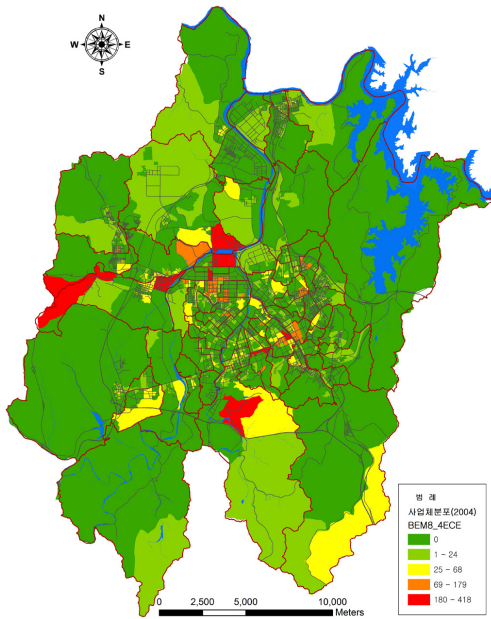 N
W E
S
범 례
사업체분포(2004)
BEM8_4ECE
0
1 - 24
25 - 68
69 - 179
180 - 418
0 2,500 5,000 10,000
Meters